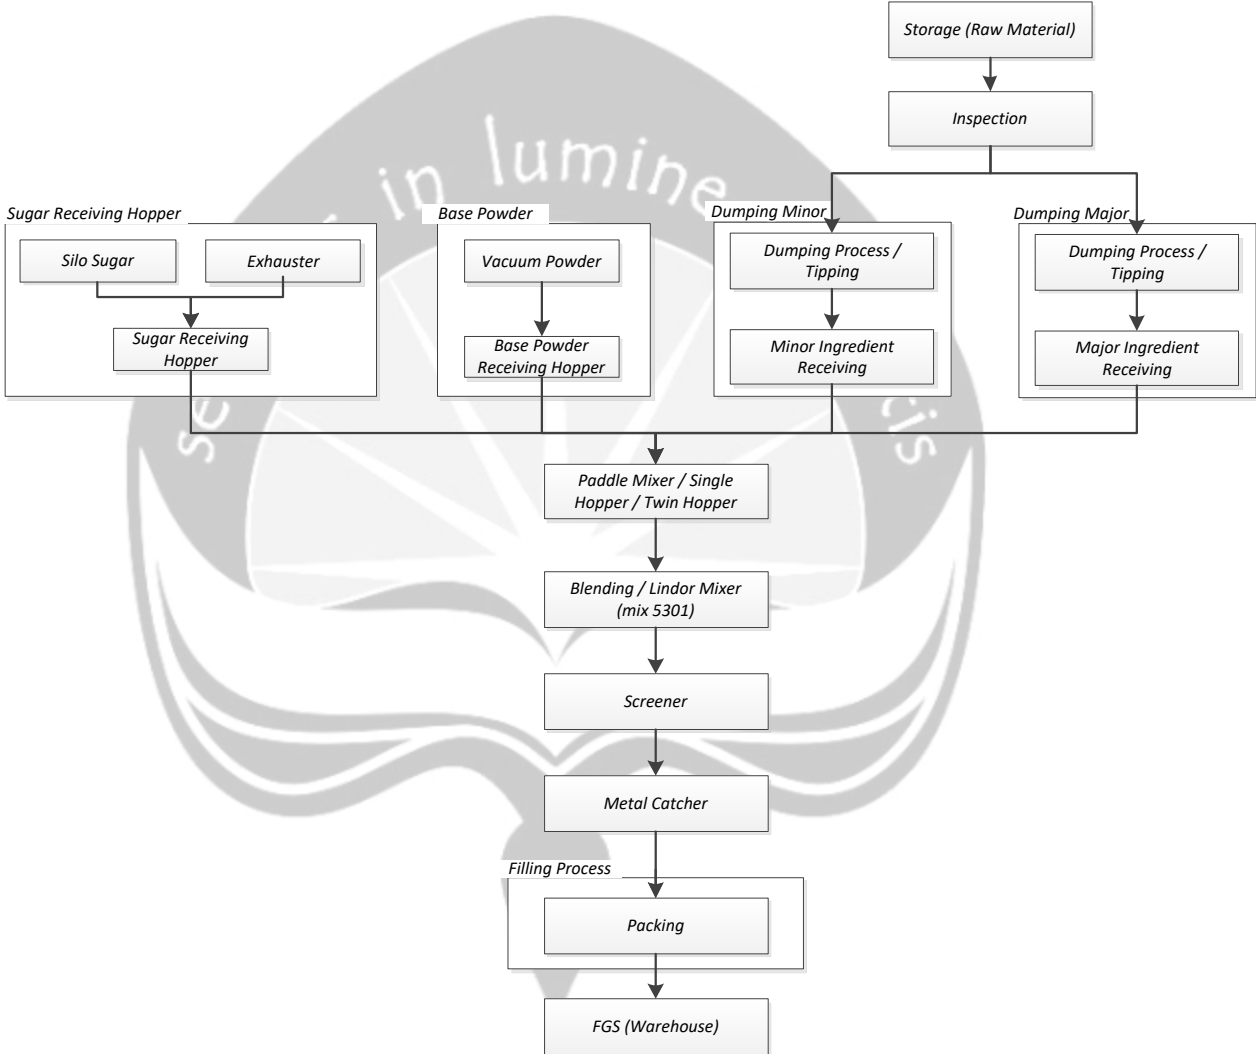 Storage (Raw Material)
Inspection
Sugar Receiving Hopper
Base Powder
Dumping Minor
Dumping Major
Silo Sugar
Exhauster
Vacuum Powder
Dumping Process /
Tipping
Dumping Process /
Tipping
Sugar Receiving
Hopper
Base Powder
Receiving Hopper
Minor Ingredient
Receiving
Major Ingredient
Receiving
Paddle Mixer / Single
Hopper / Twin Hopper
Blending / Lindor Mixer
(mix 5301)
Screener
Metal Catcher
Filling Process
Packing
FGS (Warehouse)
in lumine